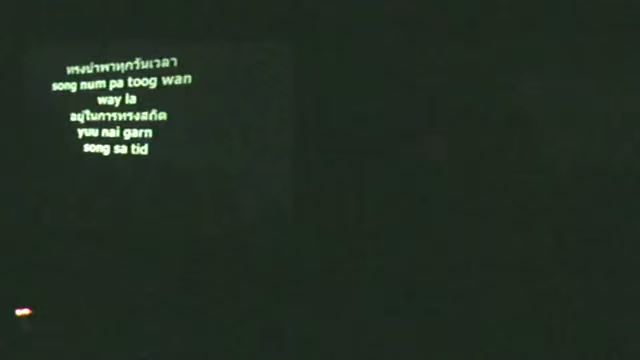 ทรงนำพาทุกวันเวลา
song num pa toog wan
way la
อยู่ในการทรงสถิต
yuu nai garn
song sa tid